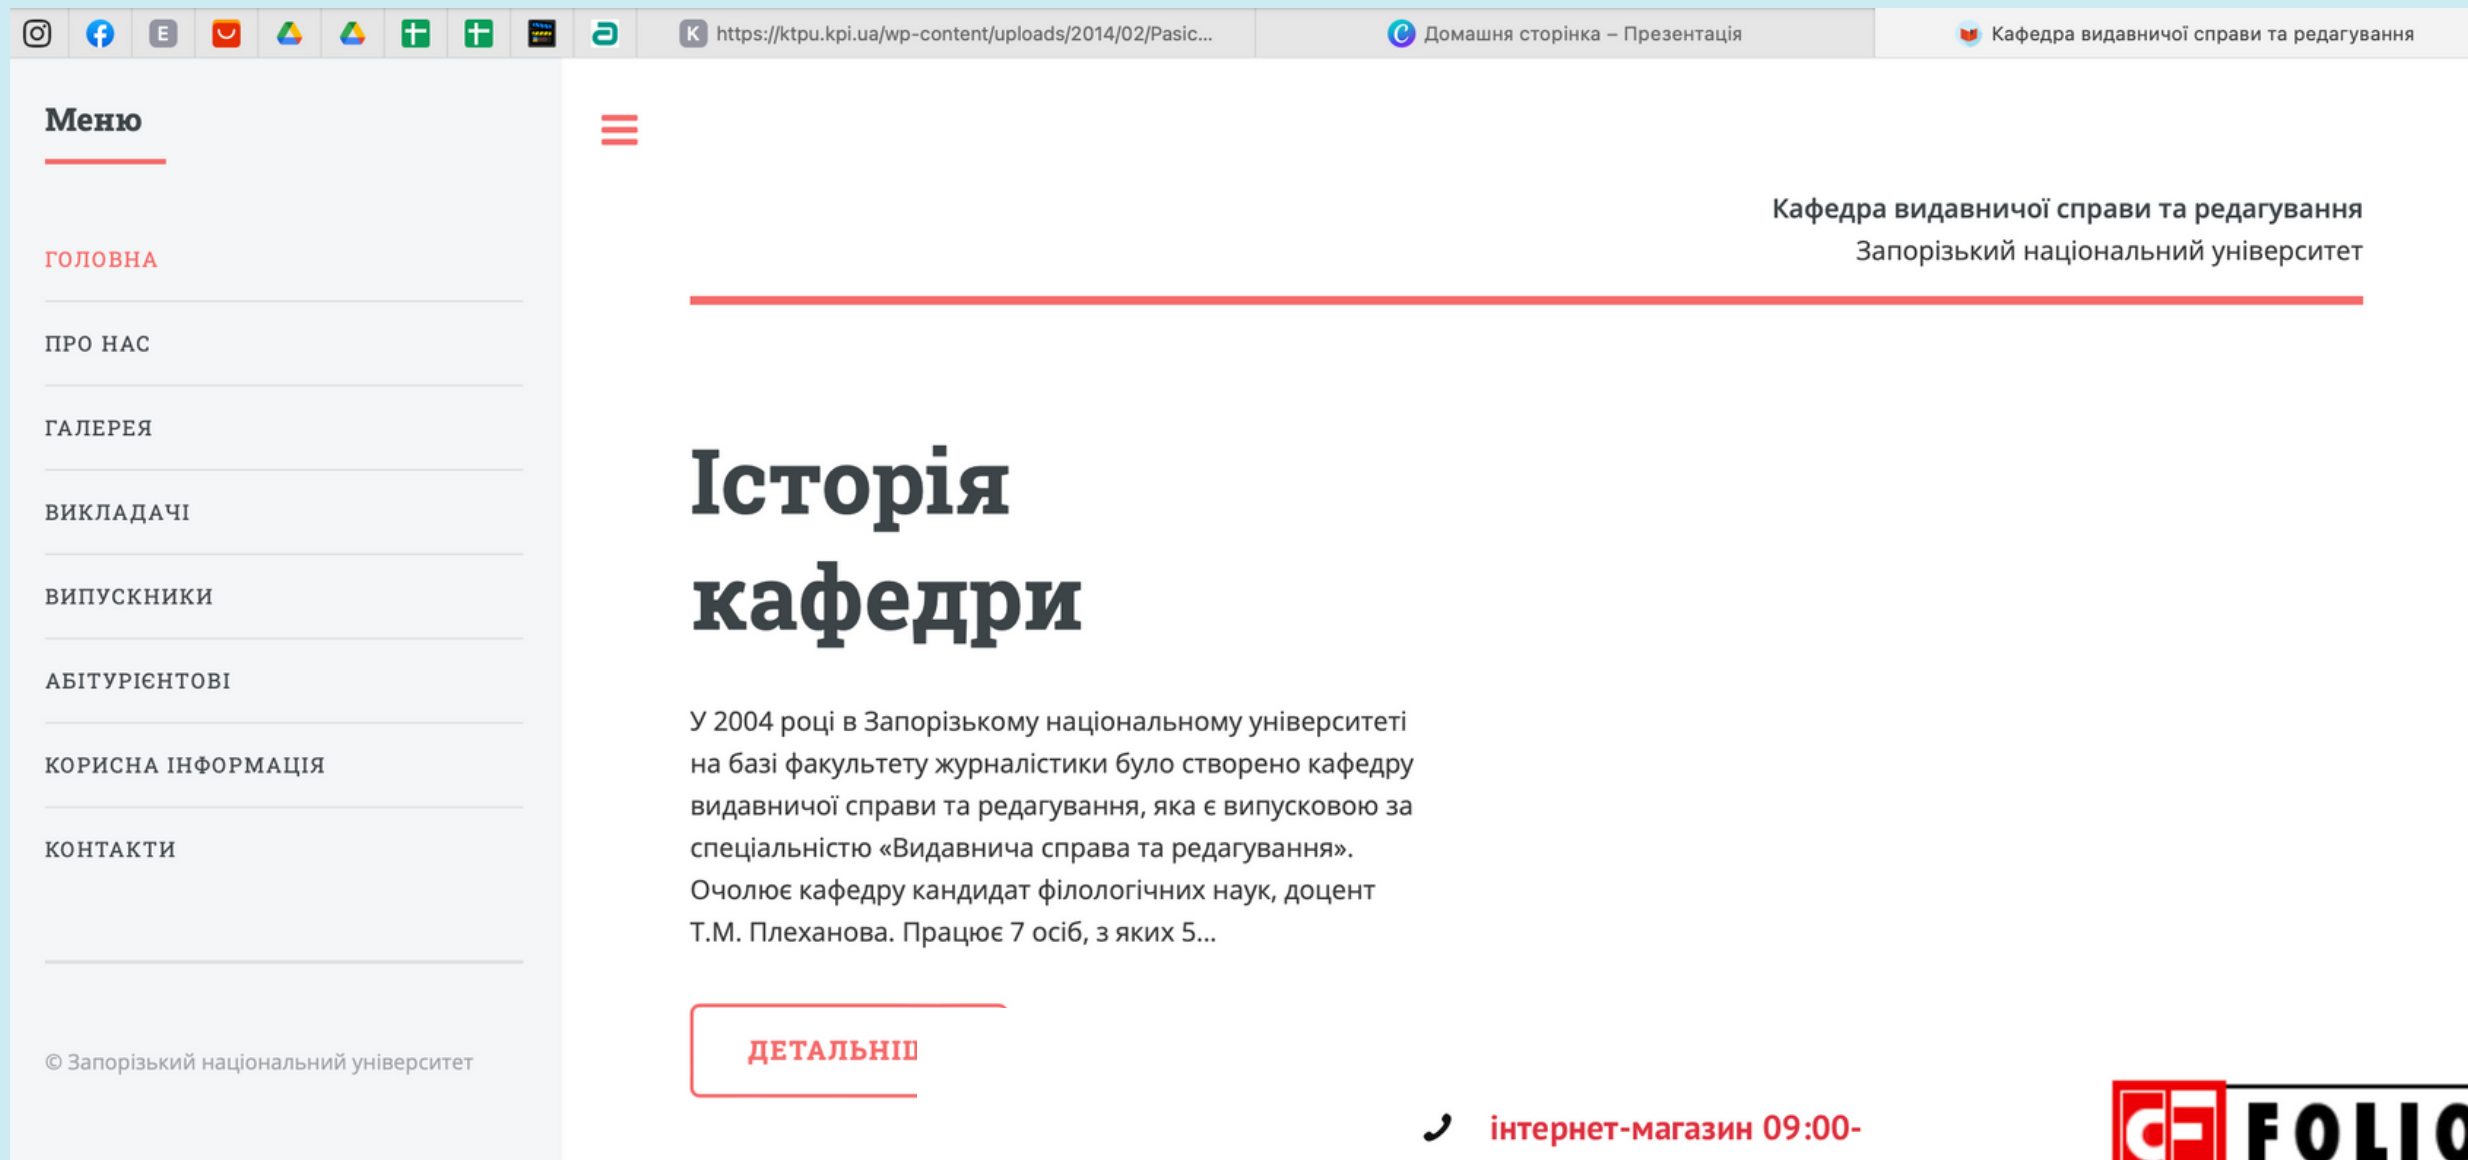 K https://ktpu.kpi.ua/wp-content/uploads/2014/02/Pasic...
Домашня сторінка – Презентація
Кафедра видавничої справи та редагування
Меню
ГОЛОВНА
ПРО НАС
ГАЛЕРЕЯ
ВИКЛАДАЧІ
ВИПУСКНИКИ
АБІТУРІЄНТОВІ
КОРИСНА ІНФОРМАЦІЯ
КОНТАКТИ
© Запорізький національний університет
Кафедра видавничої справи та редагування
Запорізький національний університет
Історія
кафедри
У 2004 році в Запорізькому національному університеті
на базі факультету журналістики було створено кафедру
видавничої справи та редагування, яка є випусковою за
спеціальністю «Видавнича справа та редагування».
Очолює кафедру кандидат філологічних наук, доцент
Т.М. Плеханова. Працює 7 осіб, з яких 5...
інтернет-магазин 09:00-
FOLIO